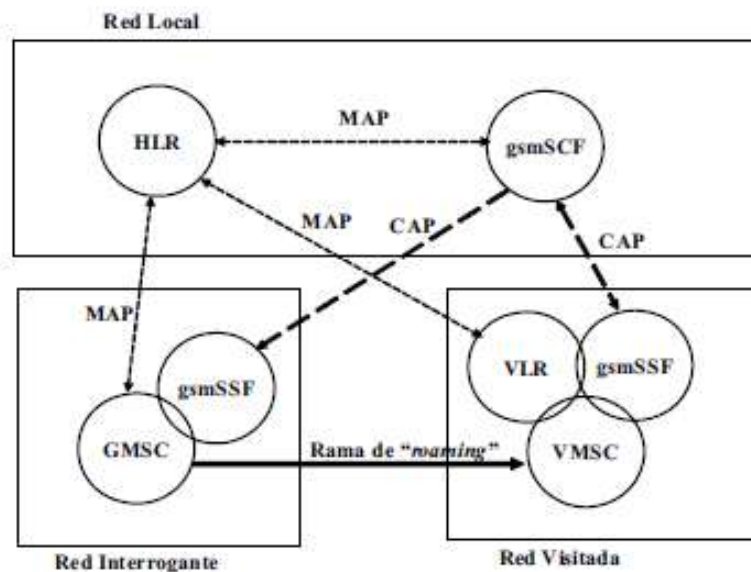 Red Local
MAP
HLR
gsmSCF
MAP
CAP
CAP
MAP
gsmSSF
VLR
gsmSSF
GMSC
Rama de “roaming”
VMSC
Red Interrogante
Red Visitada